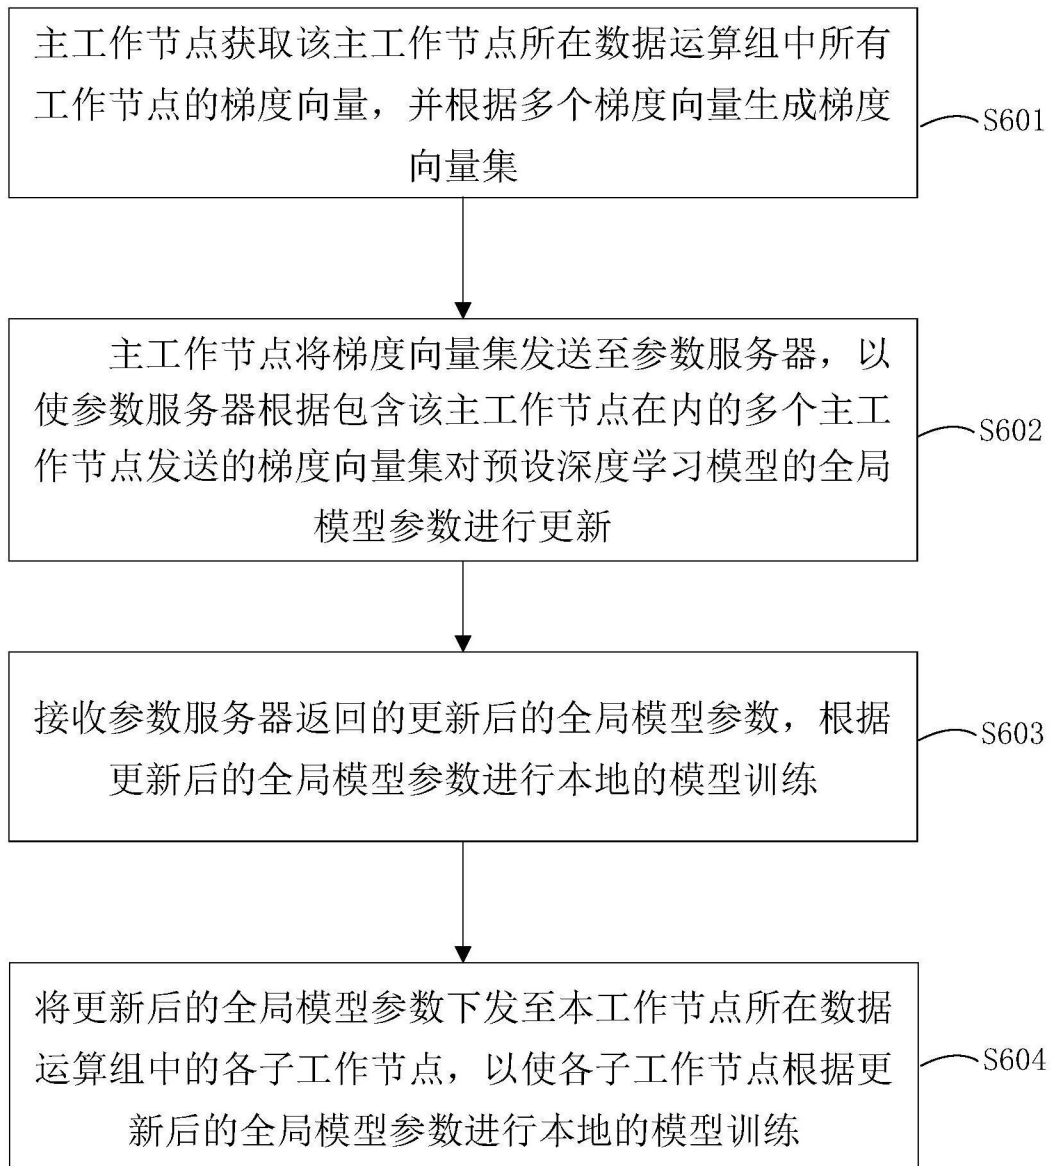 主工作节点获取该主工作节点所在数据运算组中所有
工作节点的梯度向量，并根据多个梯度向量生成梯度
向量集
S601
主工作节点将梯度向量集发送至参数服务器，以
使参数服务器根据包含该主工作节点在内的多个主工
作节点发送的梯度向量集对预设深度学习模型的全局
模型参数进行更新
S602
接收参数服务器返回的更新后的全局模型参数，根据
更新后的全局模型参数进行本地的模型训练
S603
将更新后的全局模型参数下发至本工作节点所在数据
运算组中的各子工作节点，以使各子工作节点根据更
新后的全局模型参数进行本地的模型训练
S604